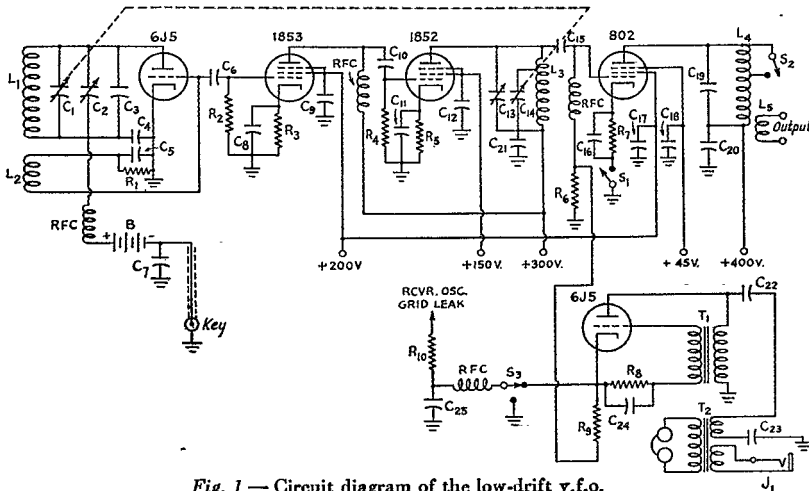 6J5 1853 1852 802
C15
L4
S2
C6 RFC C10 L3 C19
L1 C1 C2 C3 C9 C13 C14 RFC
L5
Output
R2 C11 C12 R7 C17 C18
C4 C8 R3 R4 R5 C21 C16 C20
C5
L2 R1 R6 S1
RFC
+ B -
C7
+200V +150V. +300V. +45V. +400V.
Key
RCVR. OSC.
GRID LEAK
6J5 C22
T1
R10
RFC S3 R8
C25 R9 C24 T2
C23
J1
Fig. 1 — Circuit diagram of the low-drift v.f.o.